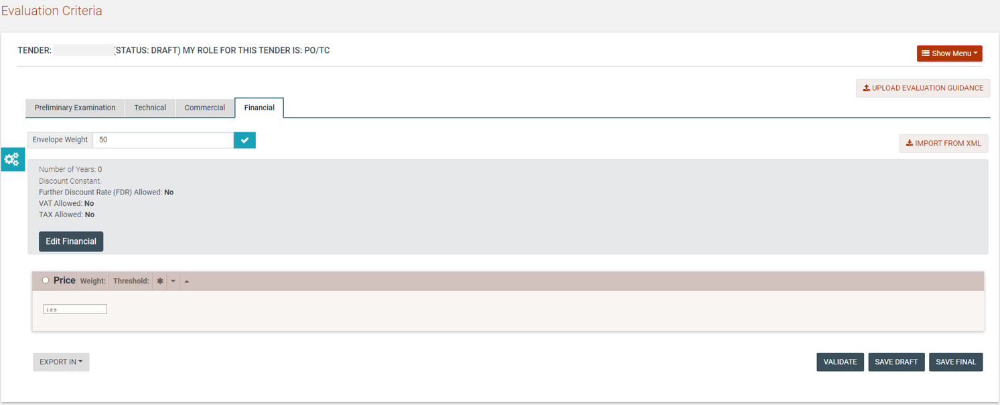 Evaluation Criteria
TENDER: (STATUS: DRAFT) MY ROLE FOR THIS TENDER IS: PO/TC
Show Menu
UPLOAD EVALUATION GUIDANCE
Preliminary Examination Technical Commercial Financial
Envelope Weight 50
IMPORT FROM XML
Number of Years: 0
Discount Constant:
Further Discount Rate (FDR) Allowed: No
VAT Allowed: No
TAX Allowed: No
Edit Financial
Price Weight: Threshold: ✱
123
EXPORT IN VALIDATE SAVE DRAFT SAVE FINAL